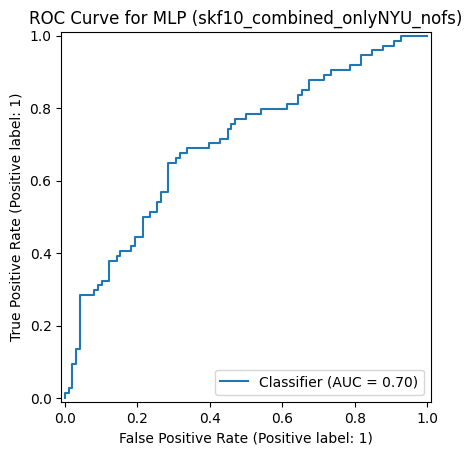 ROC Curve for MLP (skf10_combined_onlyNYU_nofs)
1.0
0.8
0.6
0.4
0.2
0.0
True Positive Rate (Positive label: 1)
Classifier (AUC = 0.70)
0.0 0.2 0.4 0.6 0.8 1.0
False Positive Rate (Positive label: 1)